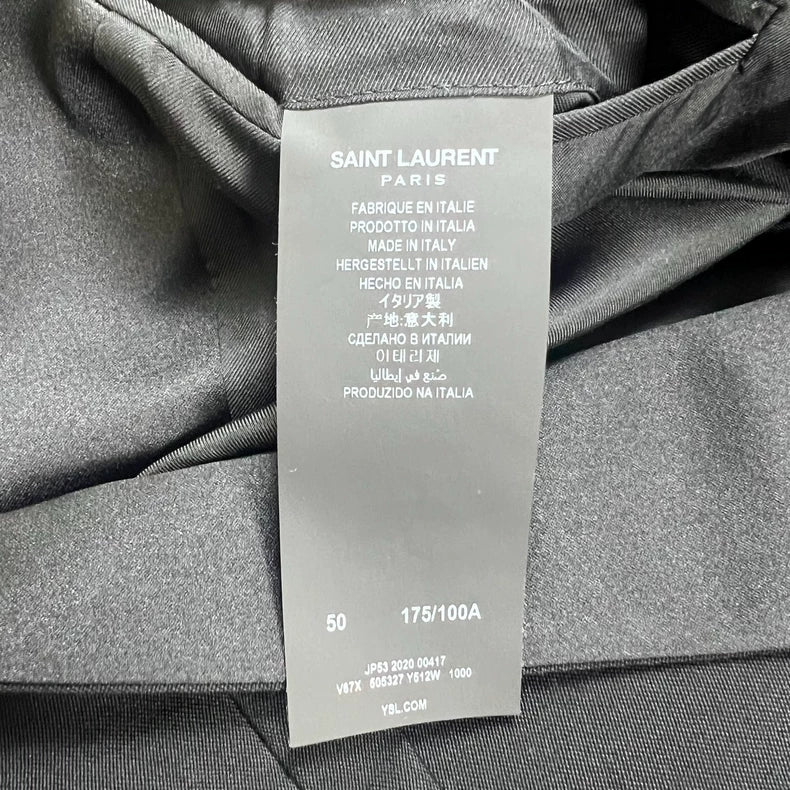 SAINT LAURENT
PARIS
FABRIQUE EN ITALIE
PRODOTTO IN ITALIA
MADE IN ITALY
HERGESTELLT IN ITALIEN
HECHO EN ITALIA
イタリア製
产地:意大利
СДЕЛАНО В ИТАЛИИ
이테리제
صنع في إيطاليا
PRODUZIDO NA ITALIA
50 175/100A
JP53 2020 00417
V87X 605327 Y512W 1000
YSL.COM